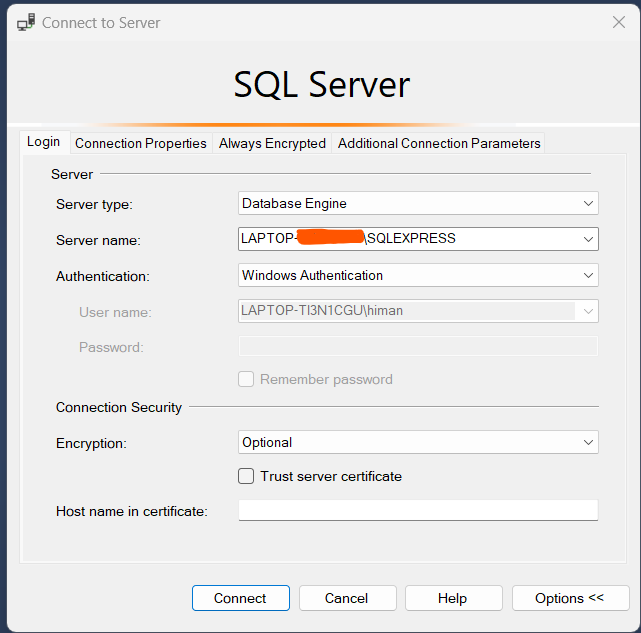 Connect to Server
SQL Server
Login Connection Properties Always Encrypted Additional Connection Parameters
Server
Server type: Database Engine
Server name: LAPTOP-\SQLEXPRESS
Authentication: Windows Authentication
User name: LAPTOP-TI3N1CGU\himan
Password:
Remember password
Connection Security
Encryption: Optional
Trust server certificate
Host name in certificate:
Connect Cancel Help Options <<